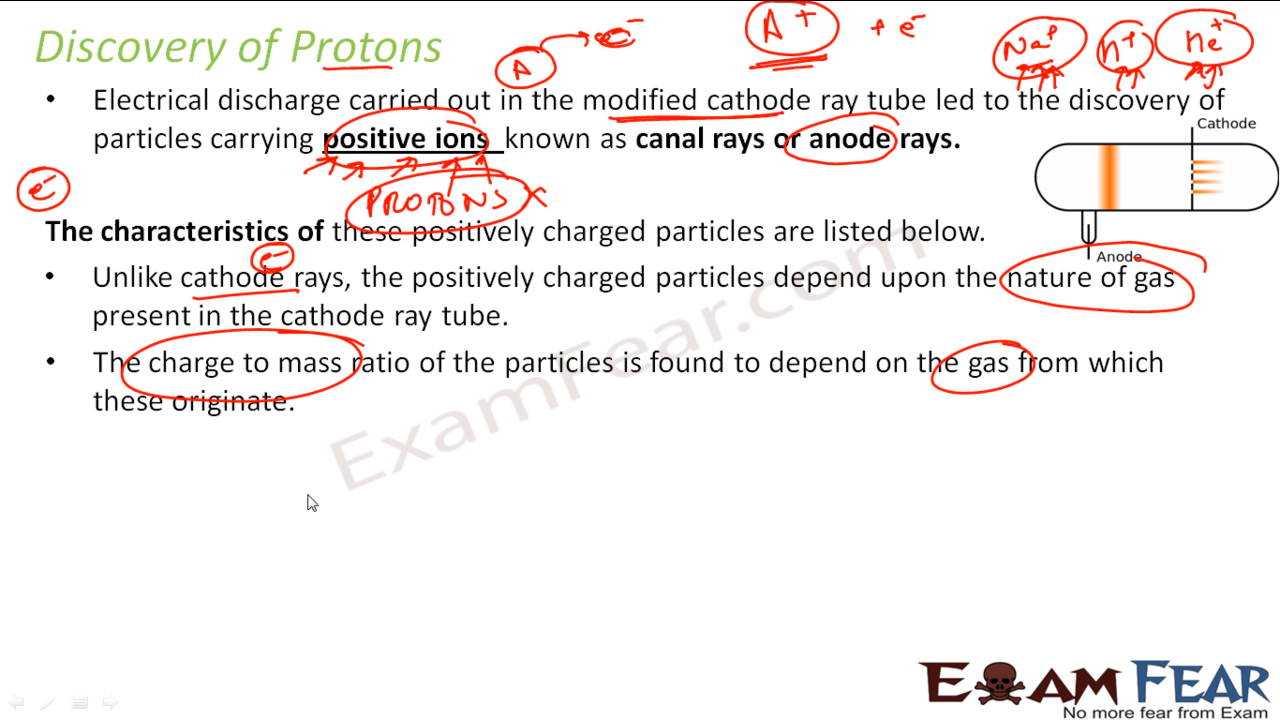 Discovery of Protons
A e⁻
A⁺ + e⁻
Na⁺ H⁺ He⁺
• Electrical discharge carried out in the modified cathode ray tube led to the discovery of
particles carrying positive ions known as canal rays or anode rays.
Cathode
e⁻
PROTONS
The characteristics of these positively charged particles are listed below.
Anode
e⁻
• Unlike cathode rays, the positively charged particles depend upon the nature of gas
present in the cathode ray tube.
• The charge to mass ratio of the particles is found to depend on the gas from which
these originate.
ExamFear.com
EXAM FEAR
No more fear from Exam